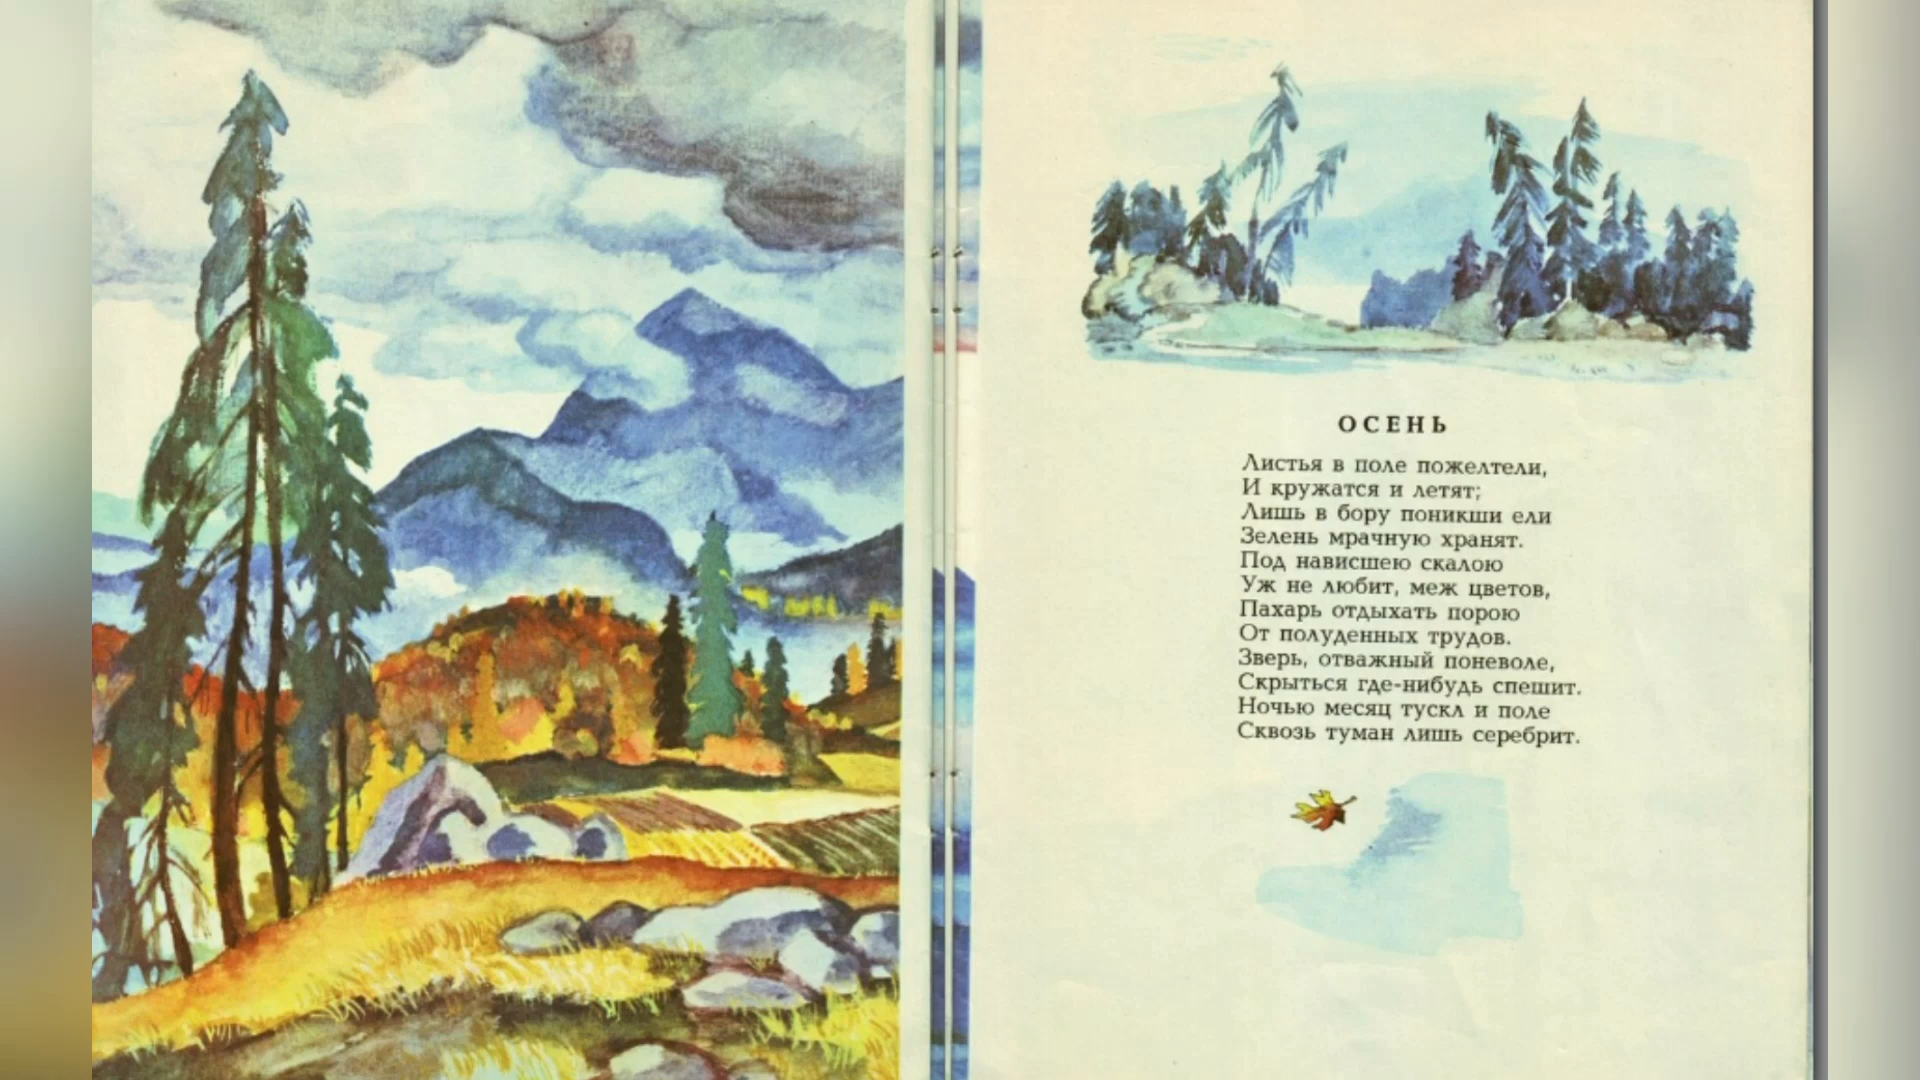 ОСЕНЬ
Листья в поле пожелтели,
И кружатся и летят;
Лишь в бору поникши ели
Зелень мрачную хранят.
Под нависшею скалою
Уж не любит, меж цветов,
Пахарь отдыхать порою
От полуденных трудов.
Зверь, отважный поневоле,
Скрыться где-нибудь спешит.
Ночью месяц тускл и поле
Сквозь туман лишь серебрит.